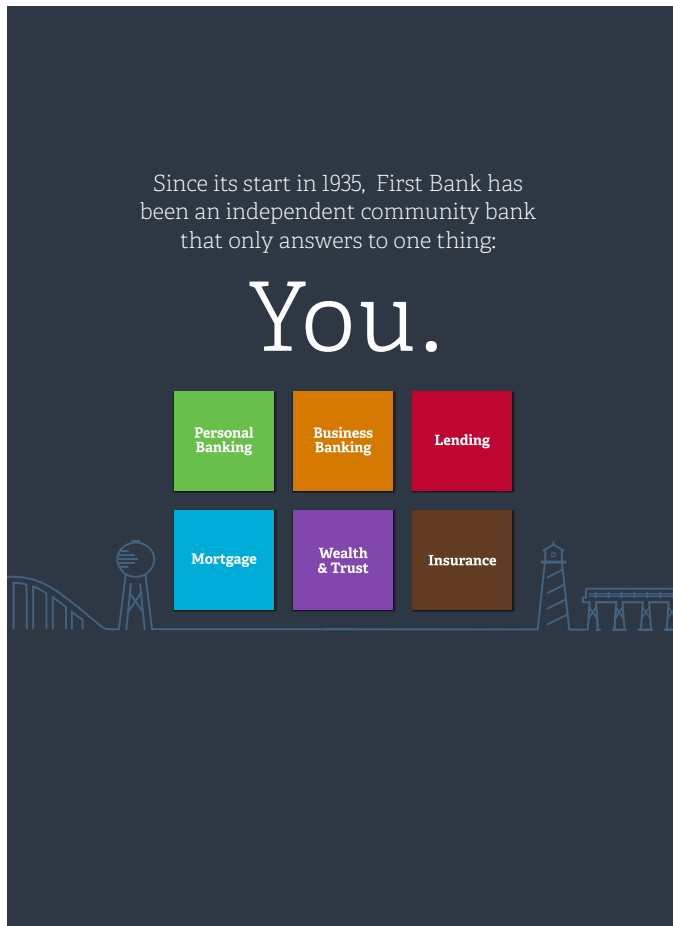 Since its start in 1935,  First Bank has
been an independent community bank
that only answers to one thing:
You.
Personal
Banking
Business
Banking
Lending
Mortgage
Wealth
& Trust
Insurance